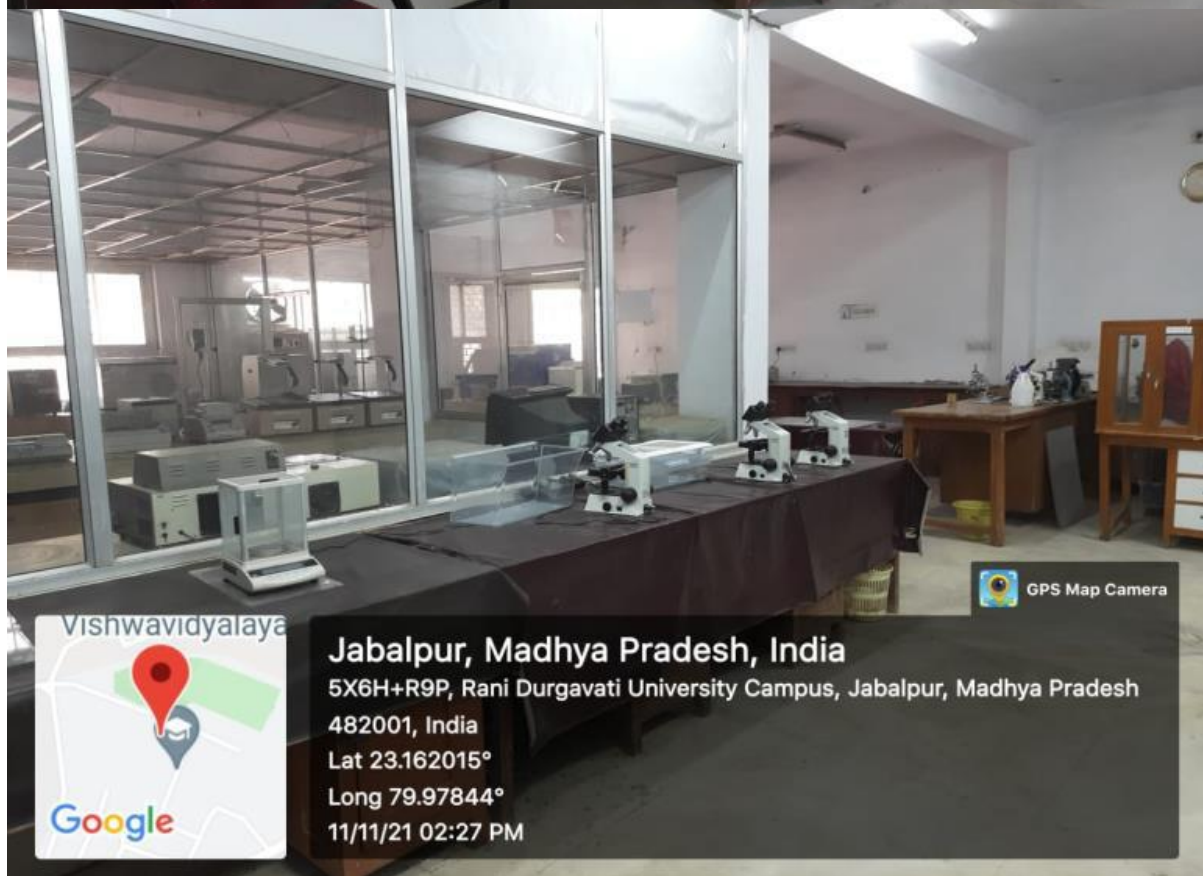 GPS Map Camera
Vishwavidyalaya
Google
Jabalpur, Madhya Pradesh, India
5X6H+R9P, Rani Durgavati University Campus, Jabalpur, Madhya Pradesh
482001, India
Lat 23.162015°
Long 79.97844°
11/11/21 02:27 PM